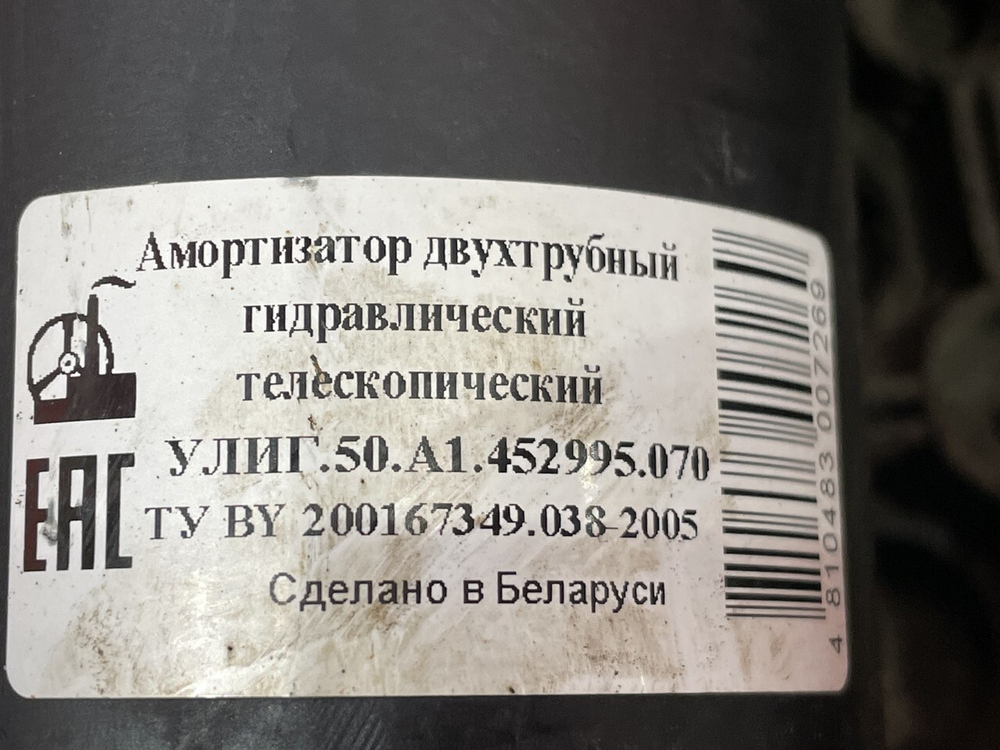 Амортизатор двухтрубный
гидравлический
телескопический
УЛИГ.50.А1.452995.070
ТУ BY 200167349.038-2005
Сделано в Беларуси
EAC
4 810483 007269